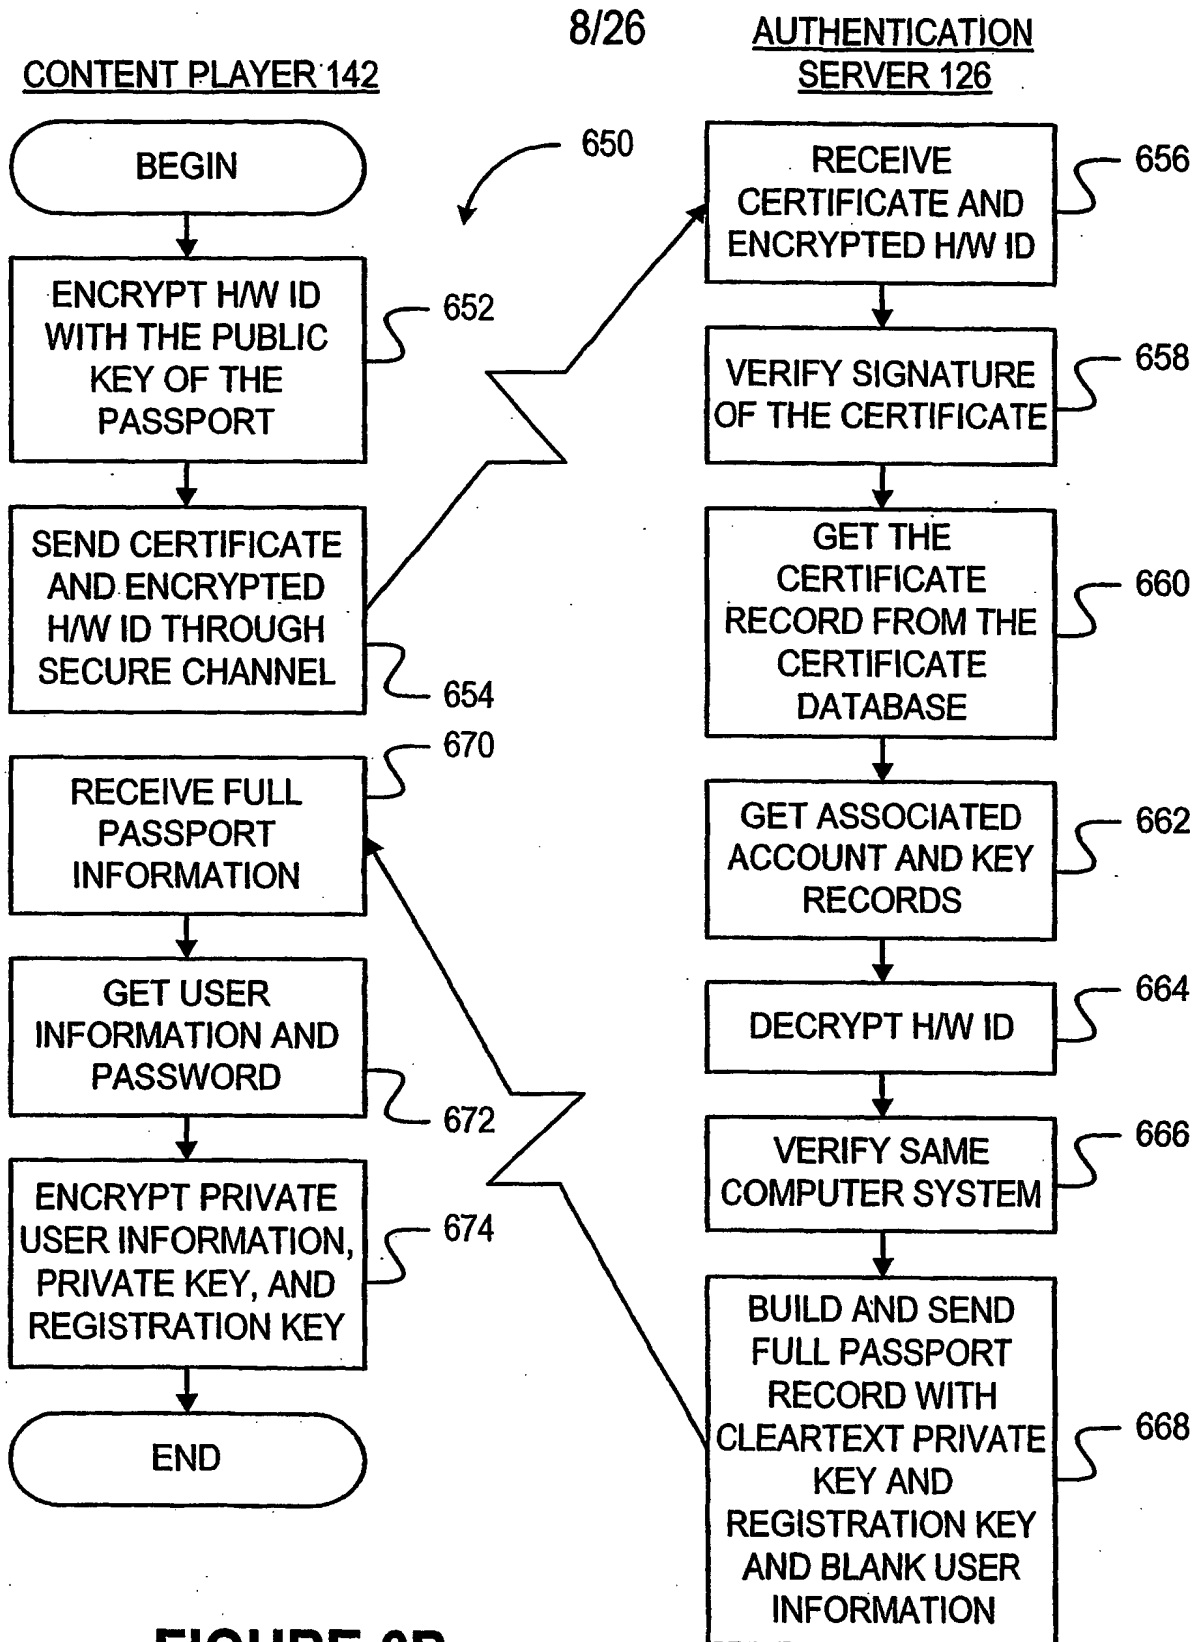 8/26
CONTENT PLAYER 142
BEGIN
650
ENCRYPT H/W ID
WITH THE PUBLIC
KEY OF THE
PASSPORT
652
SEND CERTIFICATE
AND ENCRYPTED
H/W ID THROUGH
SECURE CHANNEL
654
670
RECEIVE FULL
PASSPORT
INFORMATION
GET USER
INFORMATION AND
PASSWORD
672
ENCRYPT PRIVATE
USER INFORMATION,
PRIVATE KEY, AND
REGISTRATION KEY
674
END
AUTHENTICATION
SERVER 126
RECEIVE
CERTIFICATE AND
ENCRYPTED H/W ID
656
VERIFY SIGNATURE
OF THE CERTIFICATE
658
GET THE
CERTIFICATE
RECORD FROM THE
CERTIFICATE
DATABASE
660
GET ASSOCIATED
ACCOUNT AND KEY
RECORDS
662
DECRYPT H/W ID
664
VERIFY SAME
COMPUTER SYSTEM
666
BUILD AND SEND
FULL PASSPORT
RECORD WITH
CLEARTEXT PRIVATE
KEY AND
REGISTRATION KEY
AND BLANK USER
INFORMATION
668
FIGURE